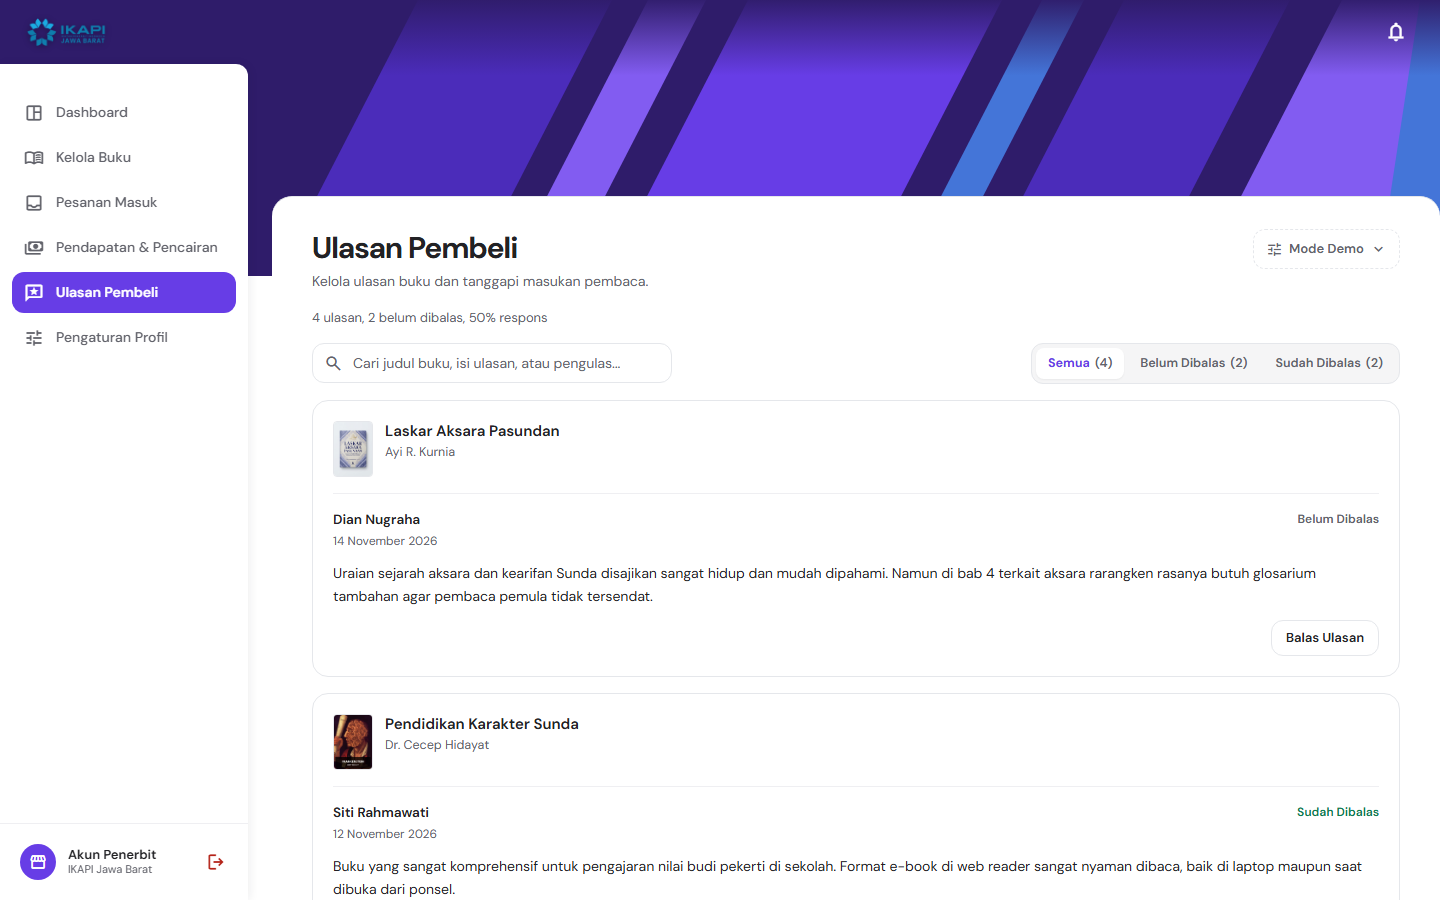 IKAPI
JAWA BARAT
Dashboard
Kelola Buku
Pesanan Masuk
Pendapatan & Pencairan
Ulasan Pembeli
Pengaturan Profil
Akun Penerbit
IKAPI Jawa Barat
Ulasan Pembeli
Kelola ulasan buku dan tanggapi masukan pembaca.
Mode Demo
4 ulasan, 2 belum dibalas, 50% respons
Cari judul buku, isi ulasan, atau pengulas...
Semua (4)
Belum Dibalas (2)
Sudah Dibalas (2)
LASKAR
AKSARA
PASUNDAN
Laskar Aksara Pasundan
Ayi R. Kurnia
Dian Nugraha
Belum Dibalas
14 November 2026
Uraian sejarah aksara dan kearifan Sunda disajikan sangat hidup dan mudah dipahami. Namun di bab 4 terkait aksara rarangken rasanya butuh glosarium
tambahan agar pembaca pemula tidak tersendat.
Balas Ulasan
Pendidikan Karakter Sunda
Dr. Cecep Hidayat
Siti Rahmawati
Sudah Dibalas
12 November 2026
Buku yang sangat komprehensif untuk pengajaran nilai budi pekerti di sekolah. Format e-book di web reader sangat nyaman dibaca, baik di laptop maupun saat
dibuka dari ponsel.